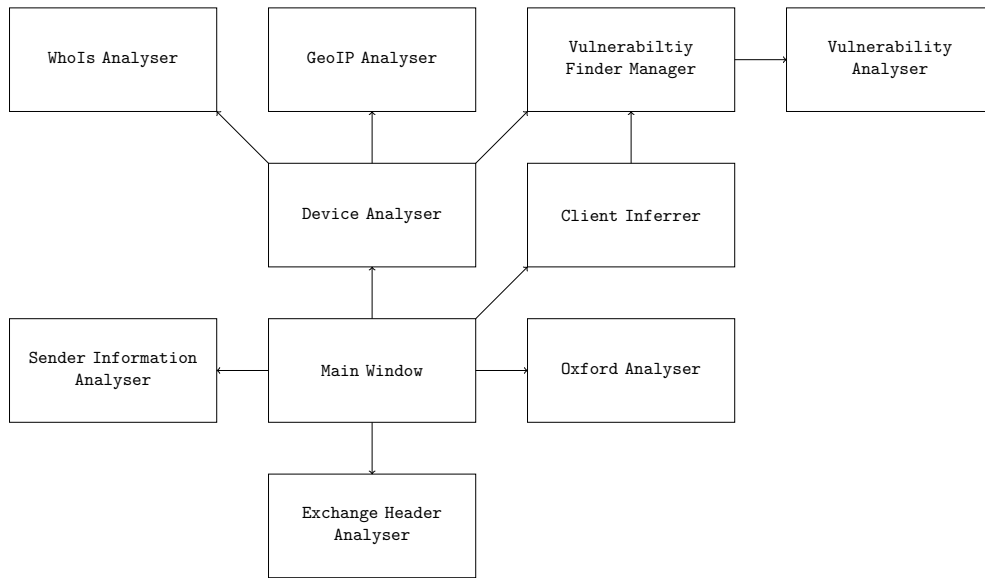 WhoIs Analyser
GeoIP Analyser
Vulnerabiltiy
Finder Manager
Vulnerability
Analyser
Device Analyser
Client Inferrer
Sender Information
Analyser
Main Window
Oxford Analyser
Exchange Header
Analyser